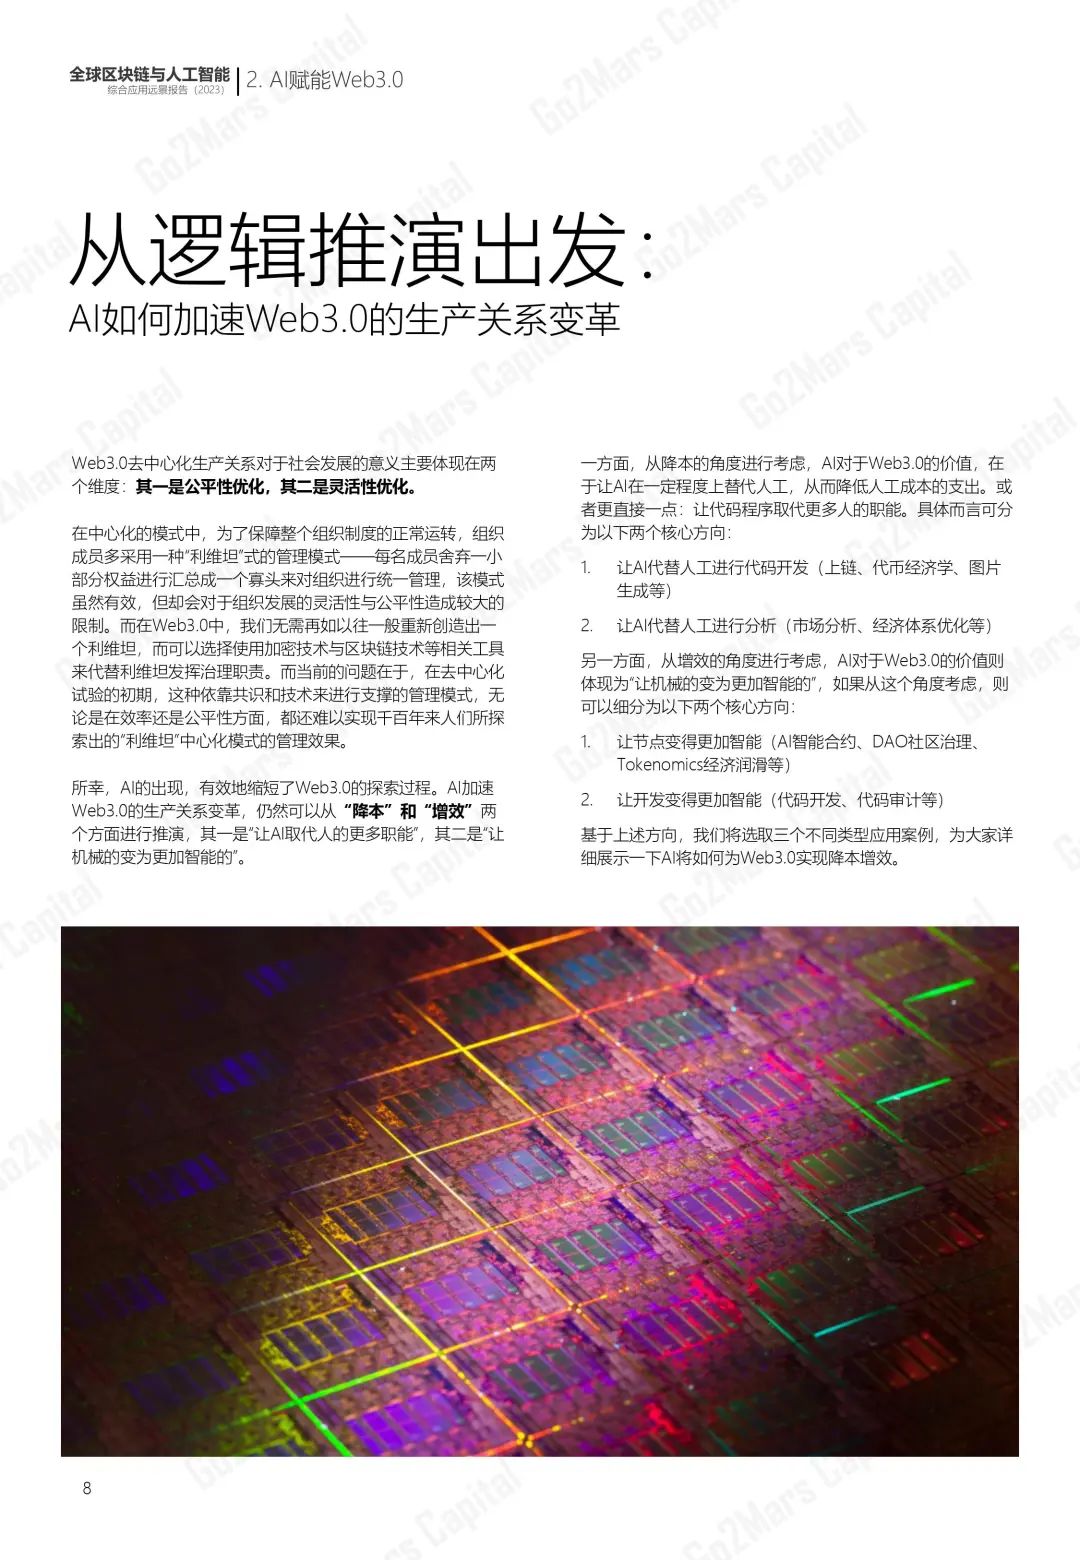 全球区块链与人工智能
综合应用远景报告（2023）
2. AI赋能Web3.0
从逻辑推演出发：
AI如何加速Web3.0的生产关系变革
Web3.0去中心化生产关系对于社会发展的意义主要体现在两
个维度：其一是公平性优化，其二是灵活性优化。
在中心化的模式中，为了保障整个组织制度的正常运转，组织
成员多采用一种“利维坦”式的管理模式——每名成员舍弃一小
部分权益进行汇总成一个寡头来对组织进行统一管理，该模式
虽然有效，但却会对于组织发展的灵活性与公平性造成较大的
限制。而在Web3.0中，我们无需再如以往一般重新创造出一
个利维坦，而可以选择使用加密技术与区块链技术等相关工具
来代替利维坦发挥治理职责。而当前的问题在于，在去中心化
试验的初期，这种依靠共识和技术来进行支撑的管理模式，无
论是在效率还是公平性方面，都还难以实现千百年来人们所探
索出的“利维坦”中心化模式的管理效果。
所幸，AI的出现，有效地缩短了Web3.0的探索过程。AI加速
Web3.0的生产关系变革，仍然可以从“降本”和“增效”两
个方面进行推演，其一是“让AI取代人的更多职能”，其二是“让
机械的变为更加智能的”。
一方面，从降本的角度进行考虑，AI对于Web3.0的价值，在
于让AI在一定程度上替代人工，从而降低人工成本的支出。或
者更直接一点：让代码程序取代更多人的职能。具体而言可分
为以下两个核心方向：
1. 让AI代替人工进行代码开发（上链、代币经济学、图片
生成等）
2. 让AI代替人工进行分析（市场分析、经济体系优化等）
另一方面，从增效的角度进行考虑，AI对于Web3.0的价值则
体现为“让机械的变为更加智能的”，如果从这个角度考虑，则
可以细分为以下两个核心方向：
1. 让节点变得更加智能（AI智能合约、DAO社区治理、
Tokenomics经济润滑等）
2. 让开发变得更加智能（代码开发、代码审计等）
基于上述方向，我们将选取三个不同类型应用案例，为大家详
细展示一下AI将如何为Web3.0实现降本增效。
8
Go2Mars Capital